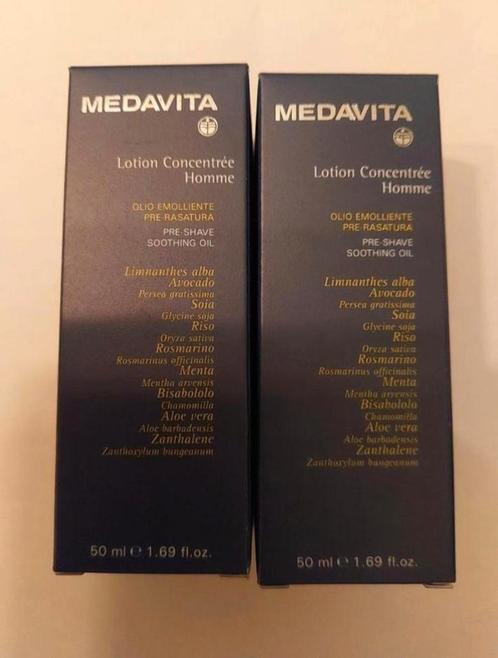 MEDAVITA
Lotion Concentrée
Homme
OLIO EMOLLIENTE
PRE-RASATURA
PRE-SHAVE
SOOTHING OIL
Limnanthes alba
Avocado
Persea gratissima
Soia
Glycine soja
Riso
Oryza sativa
Rosmarino
Rosmarinus officinalis
Menta
Mentha arvensis
Bisabololo
Chamomilla
Aloe vera
Aloe barbadensis
Zanthalene
Zanthoxylum bungeanum
50 ml ℮ 1.69 fl.oz.
MEDAVITA
Lotion Concentrée
Homme
OLIO EMOLLIENTE
PRE-RASATURA
PRE-SHAVE
SOOTHING OIL
Limnanthes alba
Avocado
Persea gratissima
Soia
Glycine soja
Riso
Oryza sativa
Rosmarino
Rosmarinus officinalis
Menta
Mentha arvensis
Bisabololo
Chamomilla
Aloe vera
Aloe barbadensis
Zanthalene
Zanthoxylum bungeanum
50 ml ℮ 1.69 fl.oz.